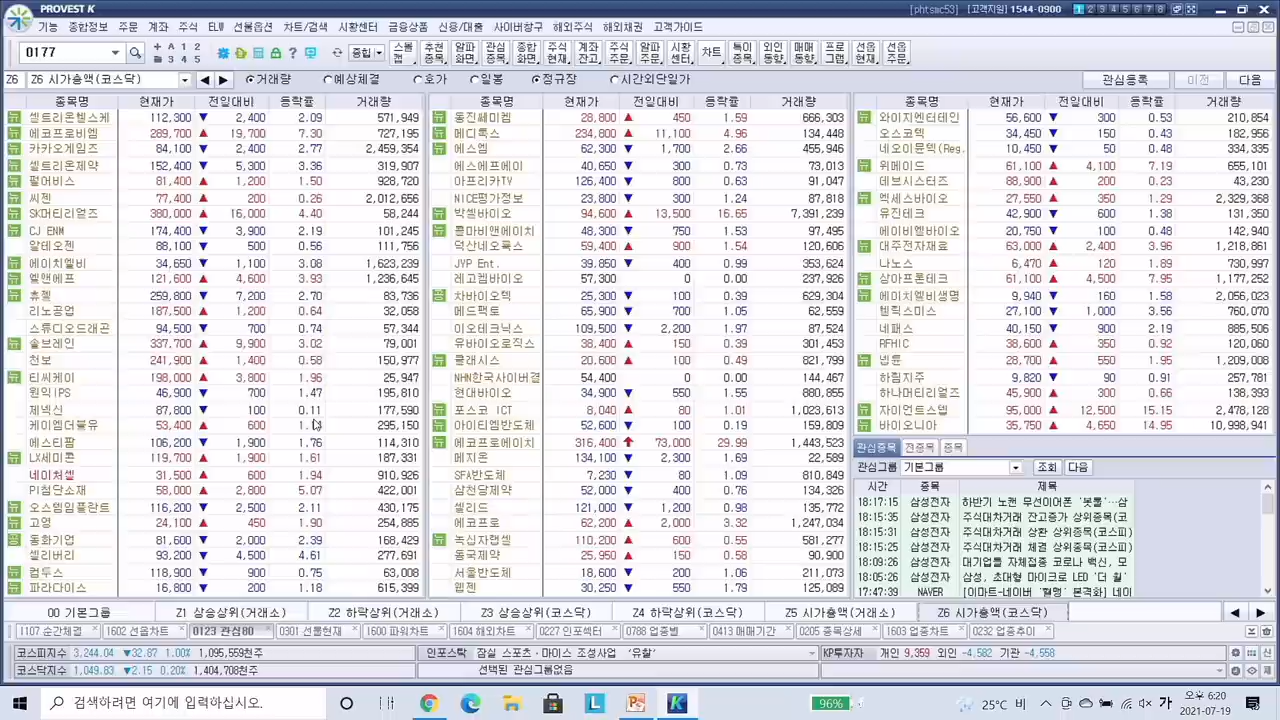 PROVEST K
[phtsmc53] [고객지원] 1544-0900
1 2 3 4 5 6 7 8
기능 종합정보 주문 계좌 주식 ELW 선물옵션 차트/검색 시황센터 금융상품 신용/대출 사이버창구 해외주식 해외채권 고객가이드
0177
Z6 Z6 시가총액(코스닥) 거래량 예상체결 호가 일봉 정규장 시간외단일가 관심등록 이전 다음
종목명 현재가 전일대비 등락률 거래량
셀트리온헬스케 112,300 ▼ 2,400 2.09 571,949
에코프로비엠 289,700 ▲ 19,700 7.30 727,195
카카오게임즈 84,100 ▼ 2,400 2.77 2,459,354
셀트리온제약 152,400 ▼ 5,300 3.36 319,907
펄어비스 81,400 ▲ 1,200 1.50 928,720
씨젠 77,400 ▲ 200 0.26 2,012,656
SK머티리얼즈 380,000 ▲ 16,000 4.40 58,244
CJ ENM 174,400 ▼ 3,900 2.19 101,245
알테오젠 88,100 ▼ 500 0.56 111,756
에이치엘비 34,650 ▼ 1,100 3.08 1,623,239
엘앤에프 121,600 ▲ 4,600 3.93 1,236,645
휴젤 259,800 ▼ 7,200 2.70 83,736
리노공업 187,500 ▲ 1,200 0.64 32,058
스튜디오드래곤 94,500 ▼ 700 0.74 57,344
솔브레인 337,700 ▲ 9,900 3.02 79,001
천보 241,900 ▲ 1,400 0.58 150,977
티씨케이 198,000 ▲ 3,800 1.96 25,947
원익IPS 46,900 ▼ 700 1.47 195,810
제넥신 87,800 ▼ 100 0.11 177,590
케이엠더블유 53,400 ▲ 600 295,150
에스티팜 106,200 ▼ 1,900 1.76 114,310
LX세미콘 ▲ 1,900 1.61 187,331
네이처셀 31,500 ▲ 600 1.94 910,926
PI첨단소재 58,000 ▲ 2,800 5.07 422,001
오스템임플란트 116,200 ▼ 2,500 2.11 430,175
고영 24,100 ▲ 450 1.90 254,885
동화기업 81,600 ▼ 2,000 2.39 168,429
셀리버리 93,200 ▼ 4,500 4.61 277,691
컴투스 118,900 ▼ 900 0.75 63,008
파라다이스 16,800 ▼ 200 1.18 615,399
종목명 현재가 전일대비 등락률 거래량
동진쎄미켐 28,800 ▲ 450 1.59 666,303
메디톡스 234,800 ▲ 11,100 4.96 134,448
에스엠 62,300 ▼ 1,700 2.66 455,946
에스에프에이 40,650 ▼ 300 0.73 73,013
아프리카TV 126,400 ▼ 800 0.63 91,047
NICE평가정보 23,800 ▼ 300 1.24 87,818
박셀바이오 94,600 ▲ 13,500 16.65 7,391,239
콜마비앤에이치 48,300 ▼ 750 1.53 97,495
덕산네오룩스 59,400 ▲ 900 1.54 120,606
JYP Ent. 39,850 ▼ 400 0.99 353,624
레고켐바이오 57,300 0 0.00 237,926
차바이오텍 25,300 ▼ 100 0.39 629,304
메드팩토 65,900 ▼ 700 1.05 110,276
이오테크닉스 109,500 ▼ 2,200 1.97 87,524
유바이오로직스 38,400 ▲ 150 0.39 301,453
클래시스 20,600 ▲ 100 0.49 821,799
NHN한국사이버결 54,400 0 0.00 144,467
현대바이오 34,900 ▼ 550 1.55 880,855
포스코 ICT 8,040 ▲ 80 1.01 1,023,613
아이티엠반도체 52,600 ▼ 100 0.19 159,809
에코프로에이치 316,400 ↑ 73,000 29.99 1,443,523
메지온 134,100 ▼ 2,300 1.69 22,589
SFA반도체 7,230 ▼ 80 1.09 810,849
삼천당제약 52,000 ▼ 400 0.76 134,326
셀리드 121,000 ▼ 1,200 0.98 135,772
에코프로 62,200 ▲ 2,000 3.32 1,247,034
녹십자랩셀 110,200 ▲ 600 0.55 581,277
동국제약 25,950 ▲ 150 0.58 90,900
서울반도체 18,600 ▼ 200 1.06 211,073
웹젠 30,250 ▼ 550 1.79 125,089
종목명 현재가 전일대비 등락률 거래량
와이지엔터테인 56,600 ▼ 300 0.53 210,854
오스코텍 34,450 ▼ 150 0.43 182,956
네오이뮨텍(Reg. 10,450 ▼ 50 0.48 334,335
위메이드 61,100 ▲ 4,100 7.19 655,101
데브시스터즈 88,900 ▲ 200 0.23 43,230
엑세스바이오 27,550 ▲ 350 1.29 2,329,368
유진테크 42,900 ▼ 600 1.38 131,350
에이비엘바이오 20,750 ▼ 100 0.48 142,940
대주전자재료 63,000 ▲ 2,400 3.96 1,218,861
나노스 6,470 ▲ 120 1.89 730,997
상아프론테크 61,100 ▲ 4,500 7.95 1,177,252
에이치엘비생명 9,940 ▼ 160 1.58 2,056,023
헬릭스미스 27,100 ▼ 1,000 3.56 760,070
네패스 40,150 ▼ 900 2.19 885,506
RFHIC 38,600 ▲ 350 0.92 120,060
넵튠 28,700 ▲ 550 1.95 1,209,008
하림지주 9,820 ▼ 90 0.91 257,781
하나머티리얼즈 45,900 ▲ 300 0.66
자이언트스텝 95,000 ▲ 12,500 15.15 2,478,128
바이오니아 35,750 ▲ 4,650 14.95 10,998,941
관심종목 전종목 종목
관심그룹 기본그룹 조회 다음
시간 종목 제목
18:17:15 삼성전자 하반기 노캔 무선이어폰 '봇물'…삼
18:15:35 삼성전자 주식대차거래 잔고증가 상위종목(코
18:15:31 삼성전자 주식대차거래 상환 상위종목(코스피)
18:15:25 삼성전자 주식대차거래 체결 상위종목(코스피)
18:09:26 삼성전자 대기업들 자체접종 코로나 백신, 모
18:05:26 삼성전자 삼성, 초대형 마이크로 LED '더 월'
17:47:39 NAVER [이마트-네이버 '혈맹' 본격화] 네이
00 기본그룹 Z1 상승상위(거래소) Z2 하락상위(거래소) Z3 상승상위(코스닥) Z4 하락상위(코스닥) Z5 시가총액(거래소) Z6 시가총액(코스닥)
1107 순간체결 1602 선옵차트 0123 관심80 0301 선물현재 1600 파워차트 1604 해외차트 0227 인포섹터 0788 업종별 0413 매매기간 0205 종목상세 1603 업종차트 0232 업종추이
코스피지수 3,244.04 ▼32.87 1.00% 1,095,559천주 인포스탁 잠실 스포츠·마이스 조성사업 '유찰' KP투자자 개인 9,359 외인 -4,582 기관 -4,558
코스닥지수 1,049.83 ▼2.15 0.20% 1,404,708천주 선택된 관심그룹없음
검색하려면 여기에 입력하십시오.
96% 25°C 비 가 오후 6:20
2021-07-19